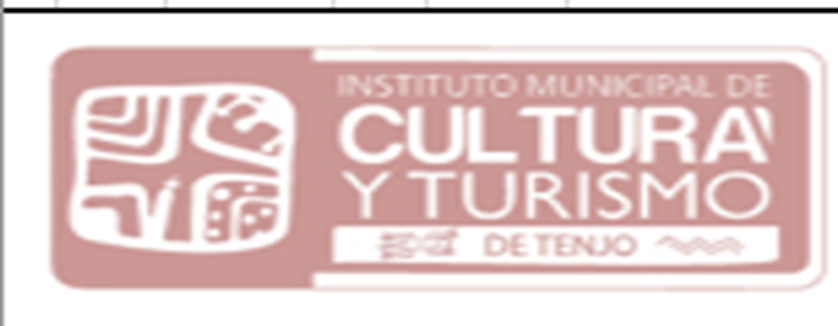 INSTITUTO MUNICIPAL DE
CULTURA
Y TURISMO
DE TENJO